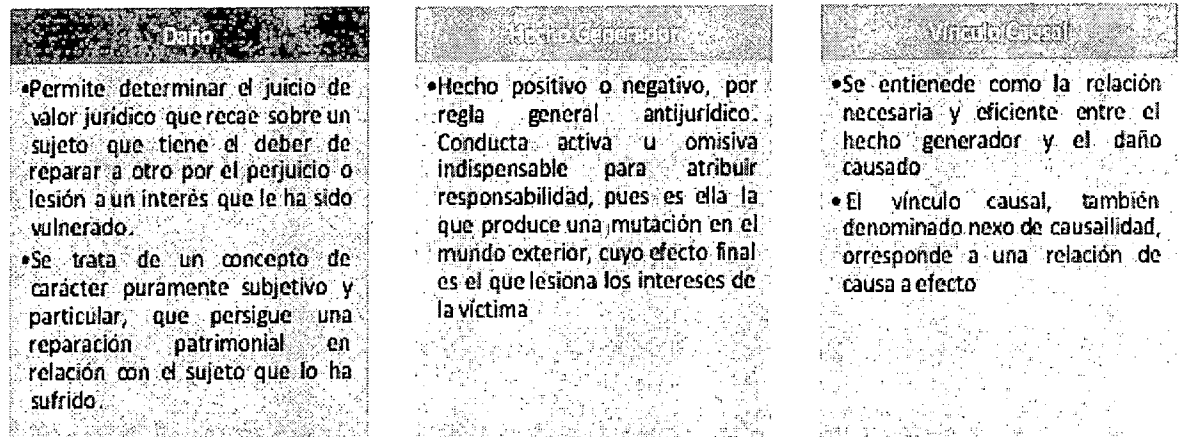 Daño
•Permite determinar el juicio de
valor jurídico que recae sobre un
sujeto que tiene el deber de
reparar a otro por el perjuicio o
lesión a un interés que le ha sido
vulnerado.
•Se trata de un concepto de
carácter puramente subjetivo y
particular, que persigue una
reparación patrimonial en
relación con el sujeto que lo ha
sufrido.
Hecho Generador
•Hecho positivo o negativo, por
regla general antijurídico.
Conducta activa u omisiva
indispensable para atribuir
responsabilidad, pues es ella la
que produce una mutación en el
mundo exterior, cuyo efecto final
es el que lesiona los intereses de
la víctima
Vínculo Causal
•Se entienede como la relación
necesaria y eficiente entre el
hecho generador y el daño
causado
•El vínculo causal, también
denominado nexo de causailidad,
orresponde a una relación de
causa a efecto